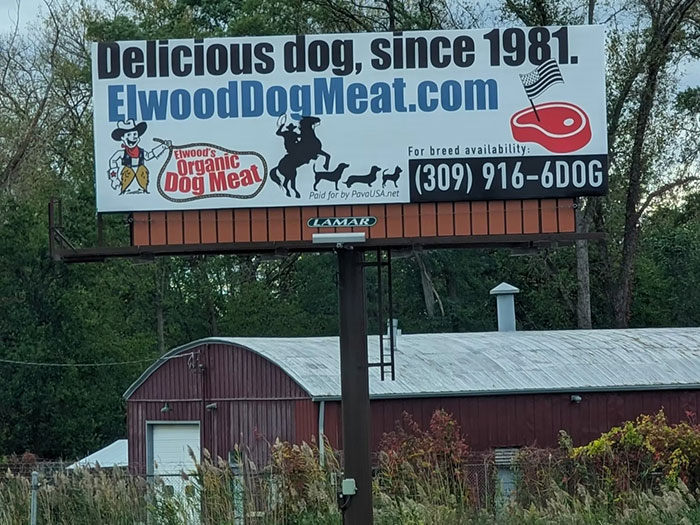 Delicious dog, since 1981.
ElwoodDogMeat.com
Elwood's
Organic
Dog Meat
Paid for by PavaUSA.net
For breed availability:
(309) 916-6DOG
LAMAR